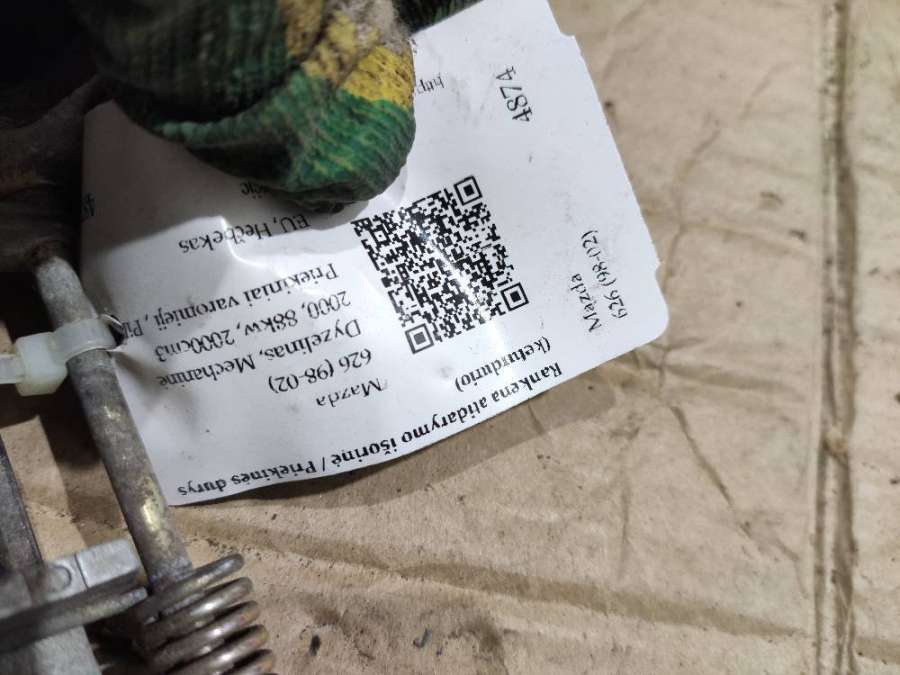 Rankena atidarymo išorinė / Priekinės durys
(keturdurio)
Mazda
626 (98-02)
Dyzelinas, Mechaninė
2000, 88kw, 2000cm3
Priekiniai varomieji,
EU, Hečbekas
Mazda
626 (98-02)
4874